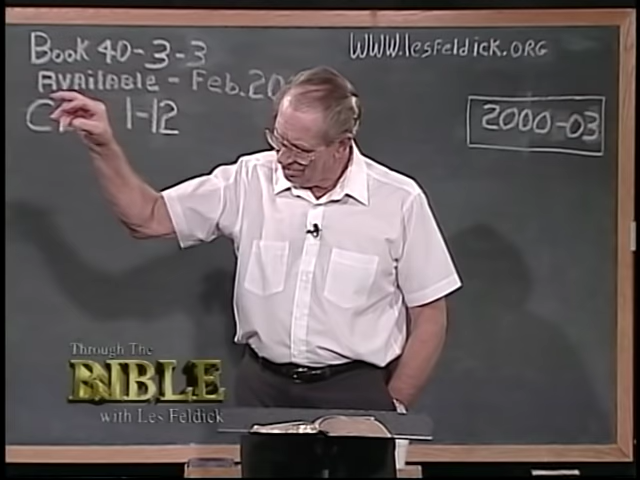 Book 40-3-3
WWW.lesfeldick.org
Available - Feb. 20
1-12
2000-03
Through The
BIBLE
with Les Feldick